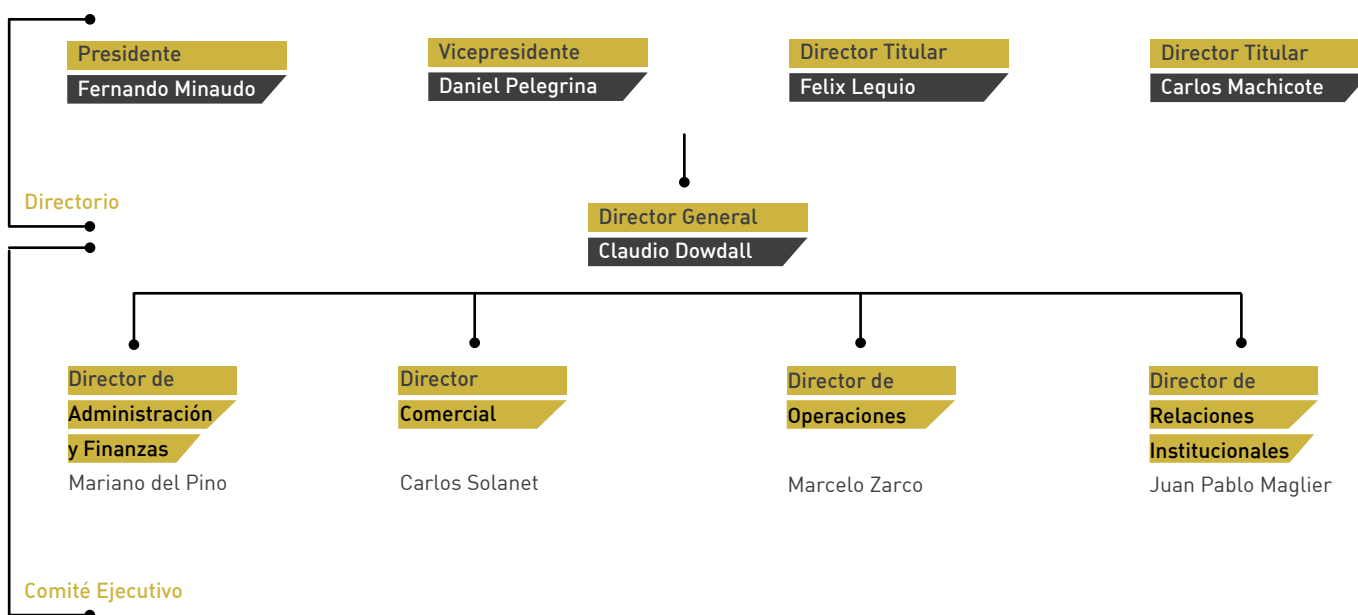 Presidente
Fernando Minaudo
Vicepresidente
Daniel Pelegrina
Director Titular
Felix Lequio
Director Titular
Carlos Machicote
Directorio
Director General
Claudio Dowdall
Director de
Administración
y Finanzas
Mariano del Pino
Director
Comercial
Carlos Solanet
Director de
Operaciones
Marcelo Zarco
Director de
Relaciones
Institucionales
Juan Pablo Maglier
Comité Ejecutivo